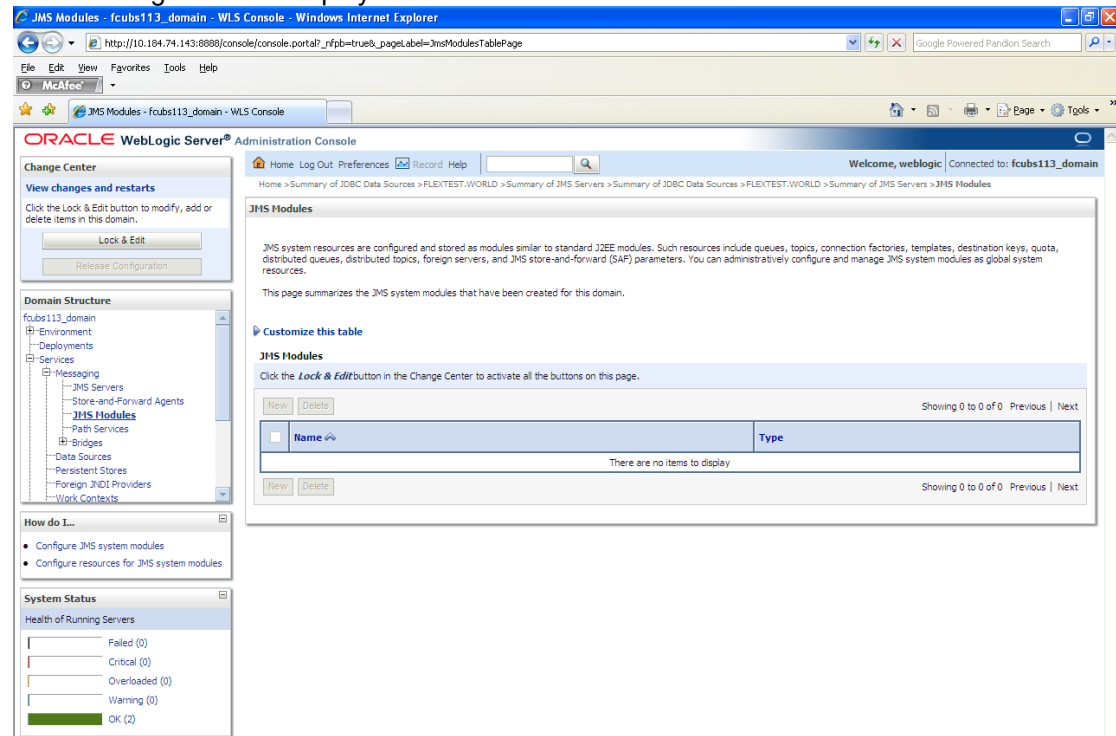 JMS Modules - fcubs113_domain - WLS Console - Windows Internet Explorer
http://10.184.74.143:8888/console/console.portal?_nfpb=true&_pageLabel=JmsModulesTablePage
Google Powered Pandion Search
File Edit View Favorites Tools Help
McAfee
JMS Modules - fcubs113_domain - WLS Console
Page Tools
ORACLE WebLogic Server® Administration Console
Change Center
View changes and restarts
Click the Lock & Edit button to modify, add or
delete items in this domain.
Lock & Edit
Release Configuration
Domain Structure
fcubs113_domain
Environment
Deployments
Services
Messaging
JMS Servers
Store-and-Forward Agents
JMS Modules
Path Services
Bridges
Data Sources
Persistent Stores
Foreign JNDI Providers
Work Contexts
How do I...
Configure JMS system modules
Configure resources for JMS system modules
System Status
Health of Running Servers
Failed (0)
Critical (0)
Overloaded (0)
Warning (0)
OK (2)
Home Log Out Preferences Record Help
Welcome, weblogic Connected to: fcubs113_domain
Home >Summary of JDBC Data Sources >FLEXTEST.WORLD >Summary of JMS Servers >Summary of JDBC Data Sources >FLEXTEST.WORLD >Summary of JMS Servers >JMS Modules
JMS Modules
JMS system resources are configured and stored as modules similar to standard J2EE modules. Such resources include queues, topics, connection factories, templates, destination keys, quota,
distributed queues, distributed topics, foreign servers, and JMS store-and-forward (SAF) parameters. You can administratively configure and manage JMS system modules as global system
resources.
This page summarizes the JMS system modules that have been created for this domain.
Customize this table
JMS Modules
Click the Lock & Edit button in the Change Center to activate all the buttons on this page.
New Delete Showing 0 to 0 of 0 Previous | Next
Name Type
There are no items to display
New Delete Showing 0 to 0 of 0 Previous | Next